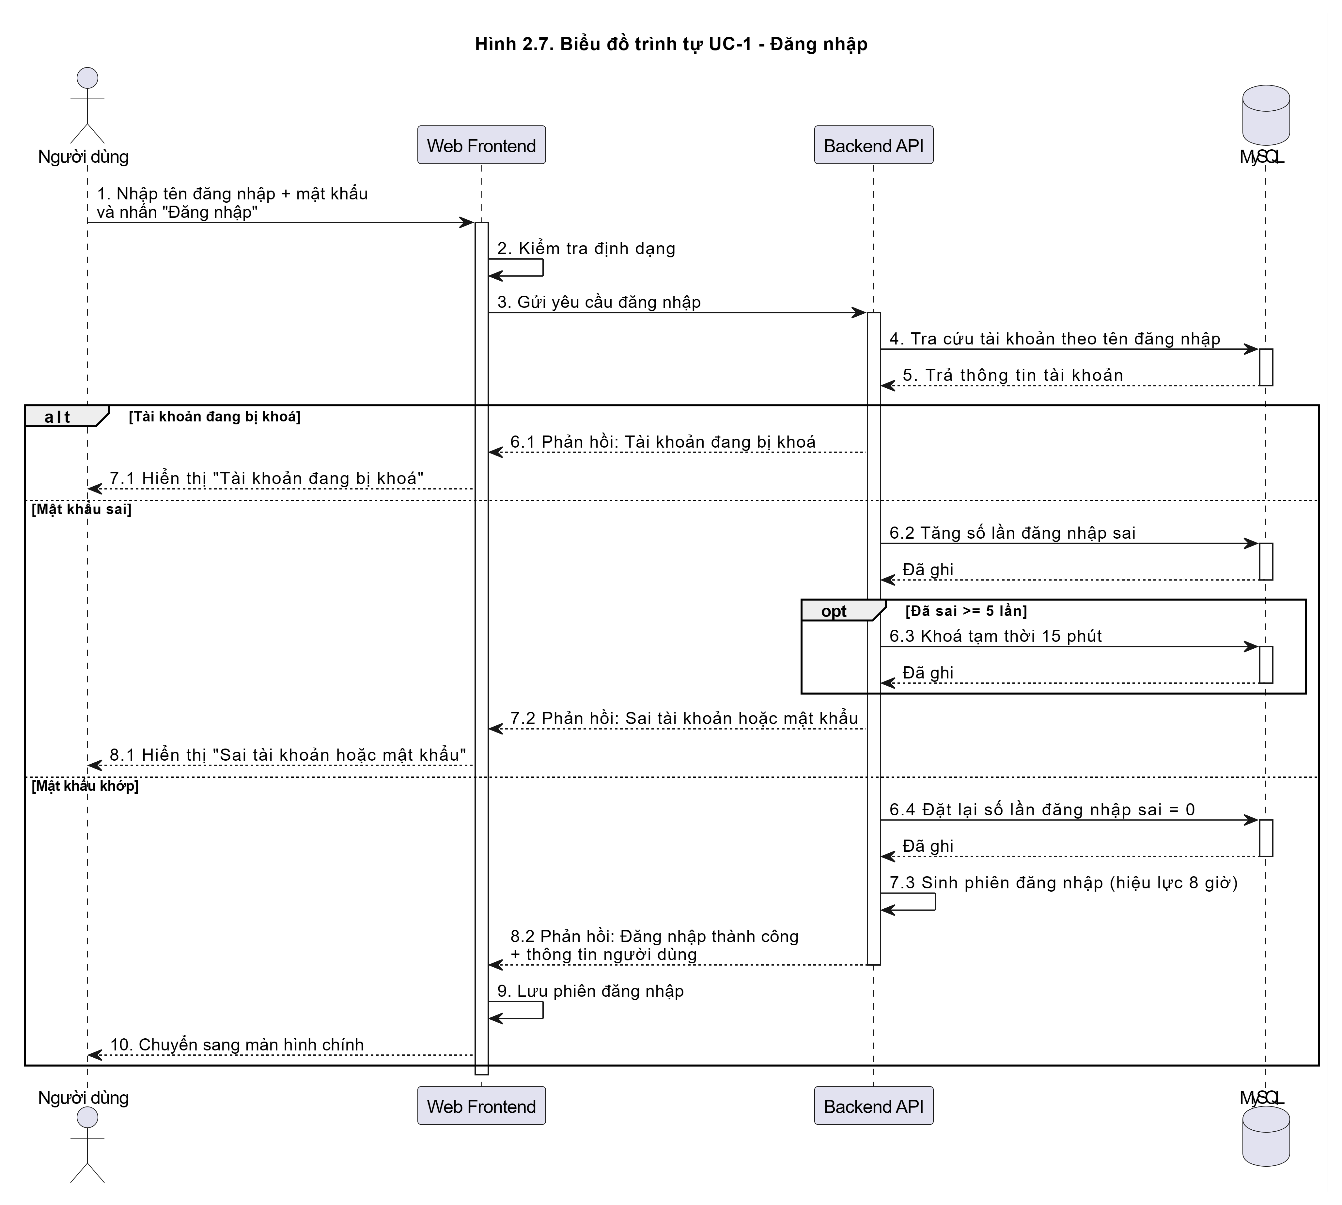 Hình 2.7. Biểu đồ trình tự UC-1 - Đăng nhập
Người dùng
Web Frontend
Backend API
MySQL
1. Nhập tên đăng nhập + mật khẩu
và nhấn "Đăng nhập"
2. Kiểm tra định dạng
3. Gửi yêu cầu đăng nhập
4. Tra cứu tài khoản theo tên đăng nhập
5. Trả thông tin tài khoản
alt
[Tài khoản đang bị khoá]
6.1 Phản hồi: Tài khoản đang bị khoá
7.1 Hiển thị "Tài khoản đang bị khoá"
[Mật khẩu sai]
6.2 Tăng số lần đăng nhập sai
Đã ghi
opt
[Đã sai >= 5 lần]
6.3 Khoá tạm thời 15 phút
Đã ghi
7.2 Phản hồi: Sai tài khoản hoặc mật khẩu
8.1 Hiển thị "Sai tài khoản hoặc mật khẩu"
[Mật khẩu khớp]
6.4 Đặt lại số lần đăng nhập sai = 0
Đã ghi
7.3 Sinh phiên đăng nhập (hiệu lực 8 giờ)
8.2 Phản hồi: Đăng nhập thành công
+ thông tin người dùng
9. Lưu phiên đăng nhập
10. Chuyển sang màn hình chính
Người dùng
Web Frontend
Backend API
MySQL